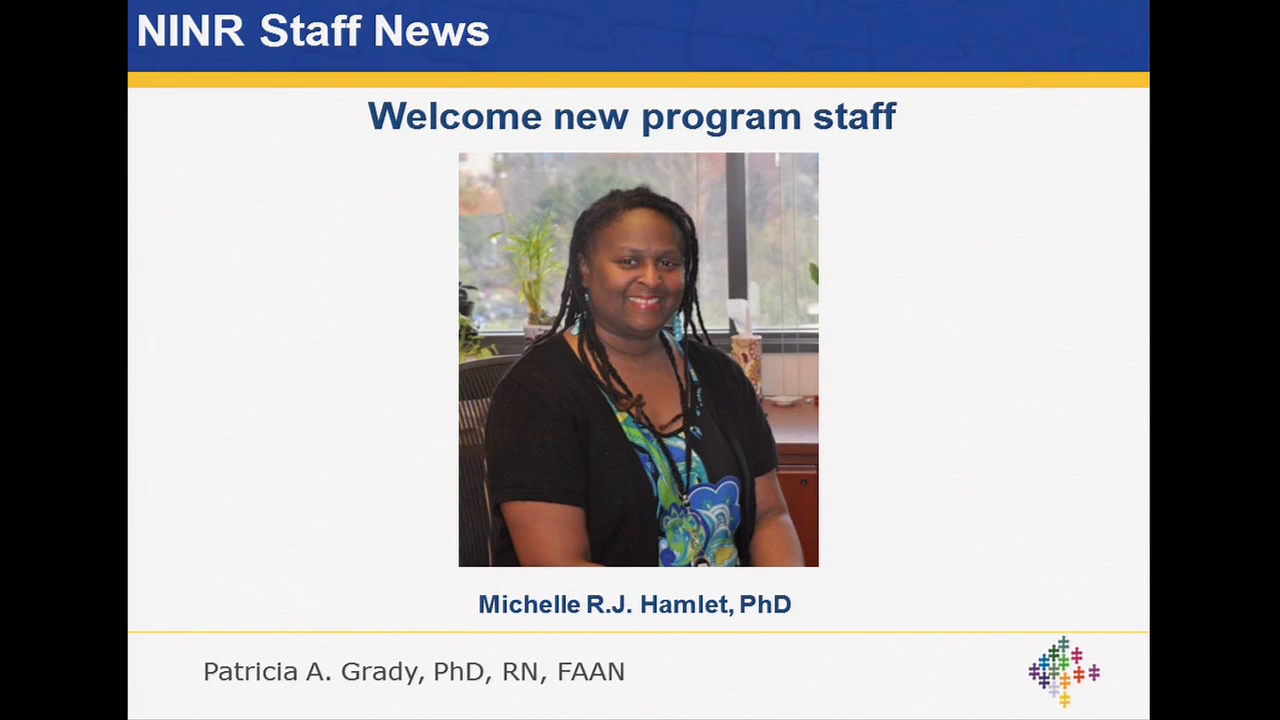 NINR Staff News
Welcome new program staff
Michelle R.J. Hamlet, PhD
Patricia A. Grady, PhD, RN, FAAN